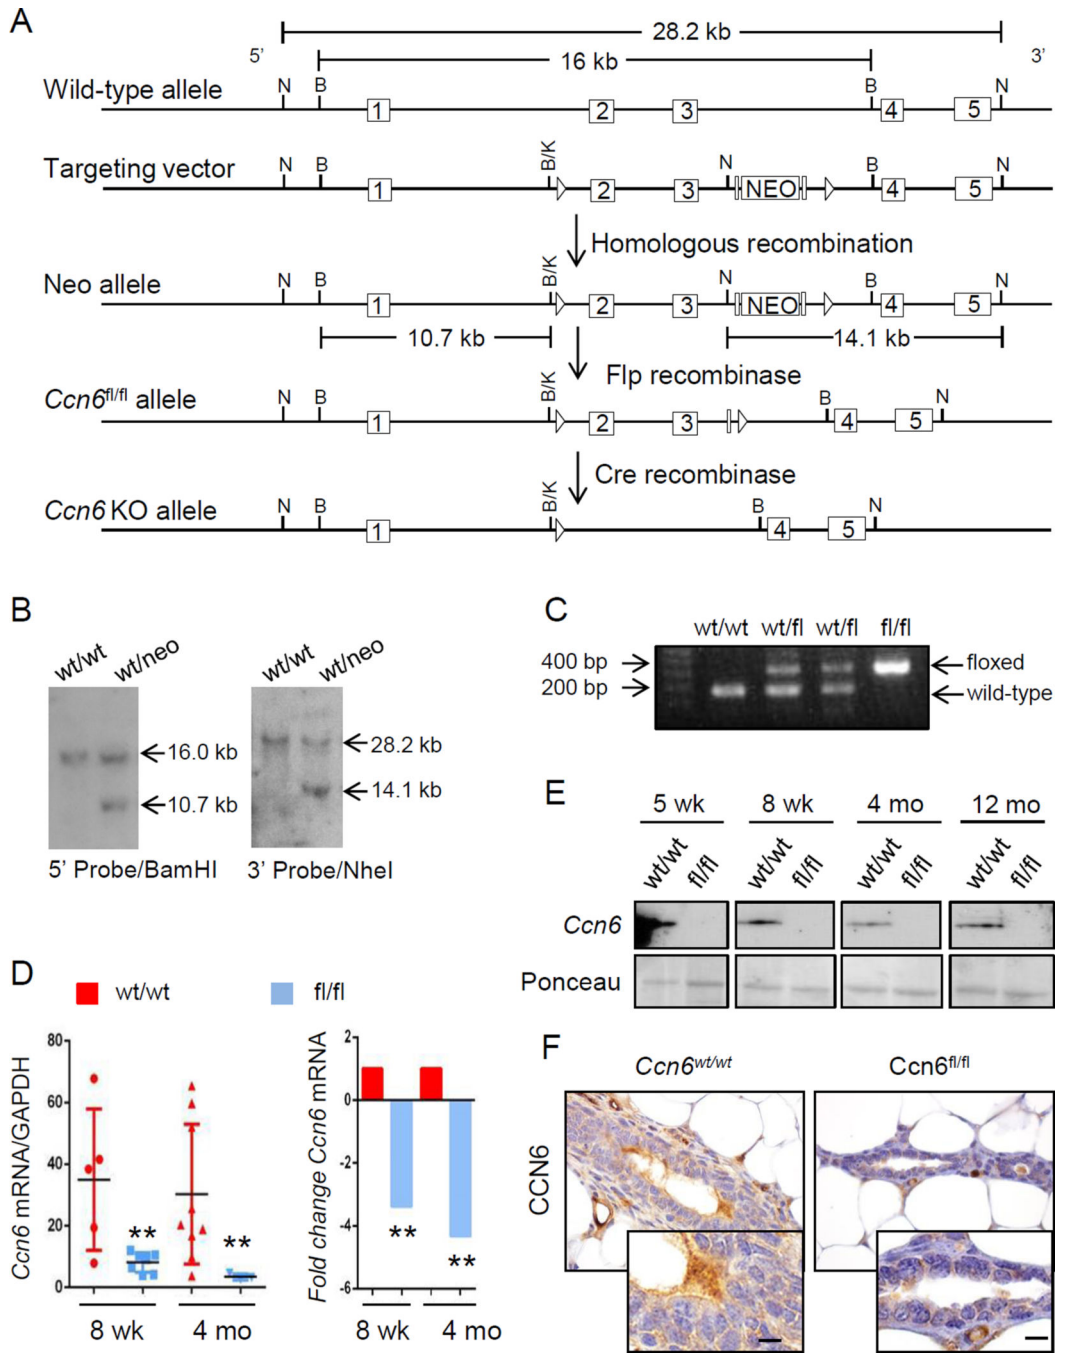 A
28.2 kb
5’
16 kb
3’
Wild-type allele
N B B N
1 2 3 4 5
Targeting vector
N B B/K N B N
1 2 3 NEO 4 5
Homologous recombination
Neo allele
N B B/K N B N
1 2 3 NEO 4 5
10.7 kb 14.1 kb
Flp recombinase
Ccn6fl/fl allele
N B B/K B N
1 2 3 4 5
Cre recombinase
Ccn6 KO allele
N B B/K B N
1 4 5
B
wt/wt wt/neo
16.0 kb
10.7 kb
5’ Probe/BamHI
wt/wt wt/neo
28.2 kb
14.1 kb
3’ Probe/NheI
C
wt/wt wt/fl wt/fl fl/fl
400 bp floxed
200 bp wild-type
D
wt/wt fl/fl
Ccn6 mRNA/GAPDH
80
60
40
20
0
** **
8 wk 4 mo
Fold change Ccn6 mRNA
2
0
-2
-4
-6
**
**
8 wk 4 mo
E
5 wk 8 wk 4 mo 12 mo
wt/wt fl/fl wt/wt fl/fl wt/wt fl/fl wt/wt fl/fl
Ccn6
Ponceau
F
Ccn6wt/wt Ccn6fl/fl
CCN6